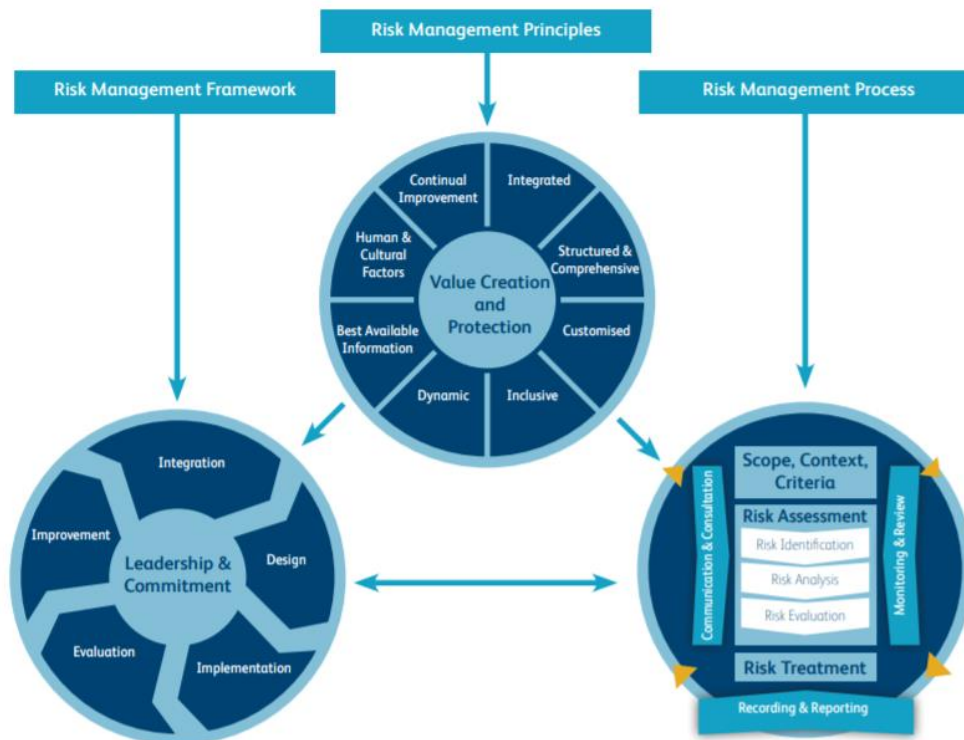 Risk Management Principles
Risk Management Framework
Risk Management Process
Continual
Improvement
Integrated
Human &
Cultural
Factors
Structured &
Comprehensive
Value Creation
and
Protection
Best Available
Information
Customised
Dynamic
Inclusive
Integration
Improvement
Leadership &
Commitment
Design
Evaluation
Implementation
Scope, Context,
Criteria
Communication & Consultation
Risk Assessment
Risk Identification
Risk Analysis
Risk Evaluation
Monitoring & Review
Risk Treatment
Recording & Reporting